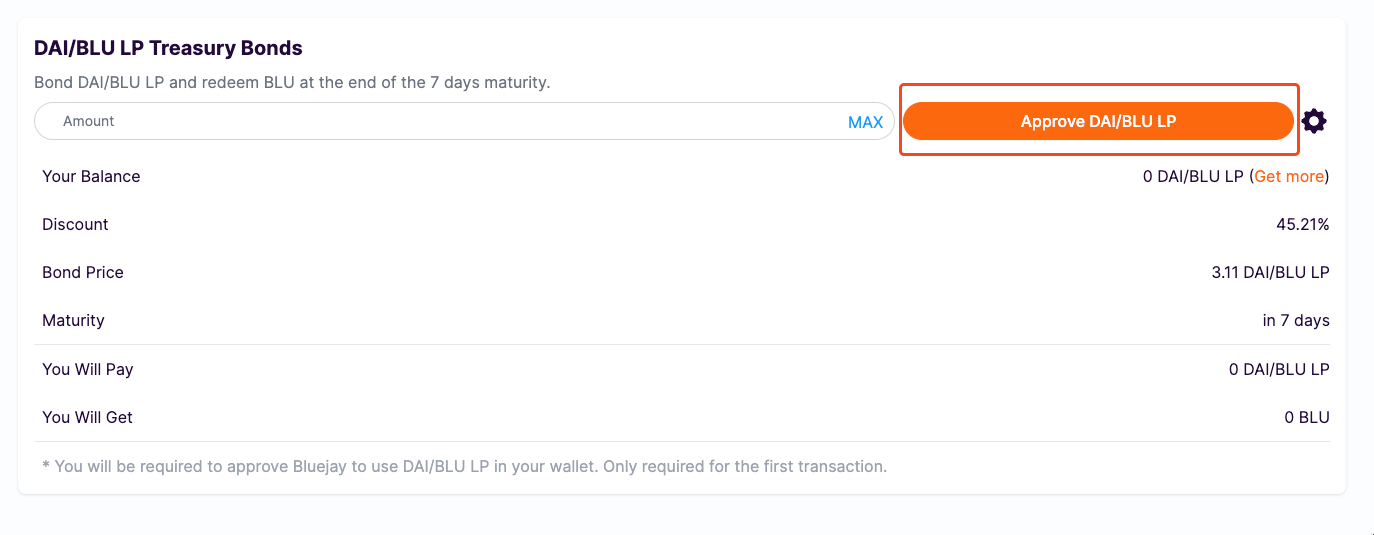 DAI/BLU LP Treasury Bonds
Bond DAI/BLU LP and redeem BLU at the end of the 7 days maturity.
Amount MAX Approve DAI/BLU LP
Your Balance 0 DAI/BLU LP (Get more)
Discount 45.21%
Bond Price 3.11 DAI/BLU LP
Maturity in 7 days
You Will Pay 0 DAI/BLU LP
You Will Get 0 BLU
* You will be required to approve Bluejay to use DAI/BLU LP in your wallet. Only required for the first transaction.